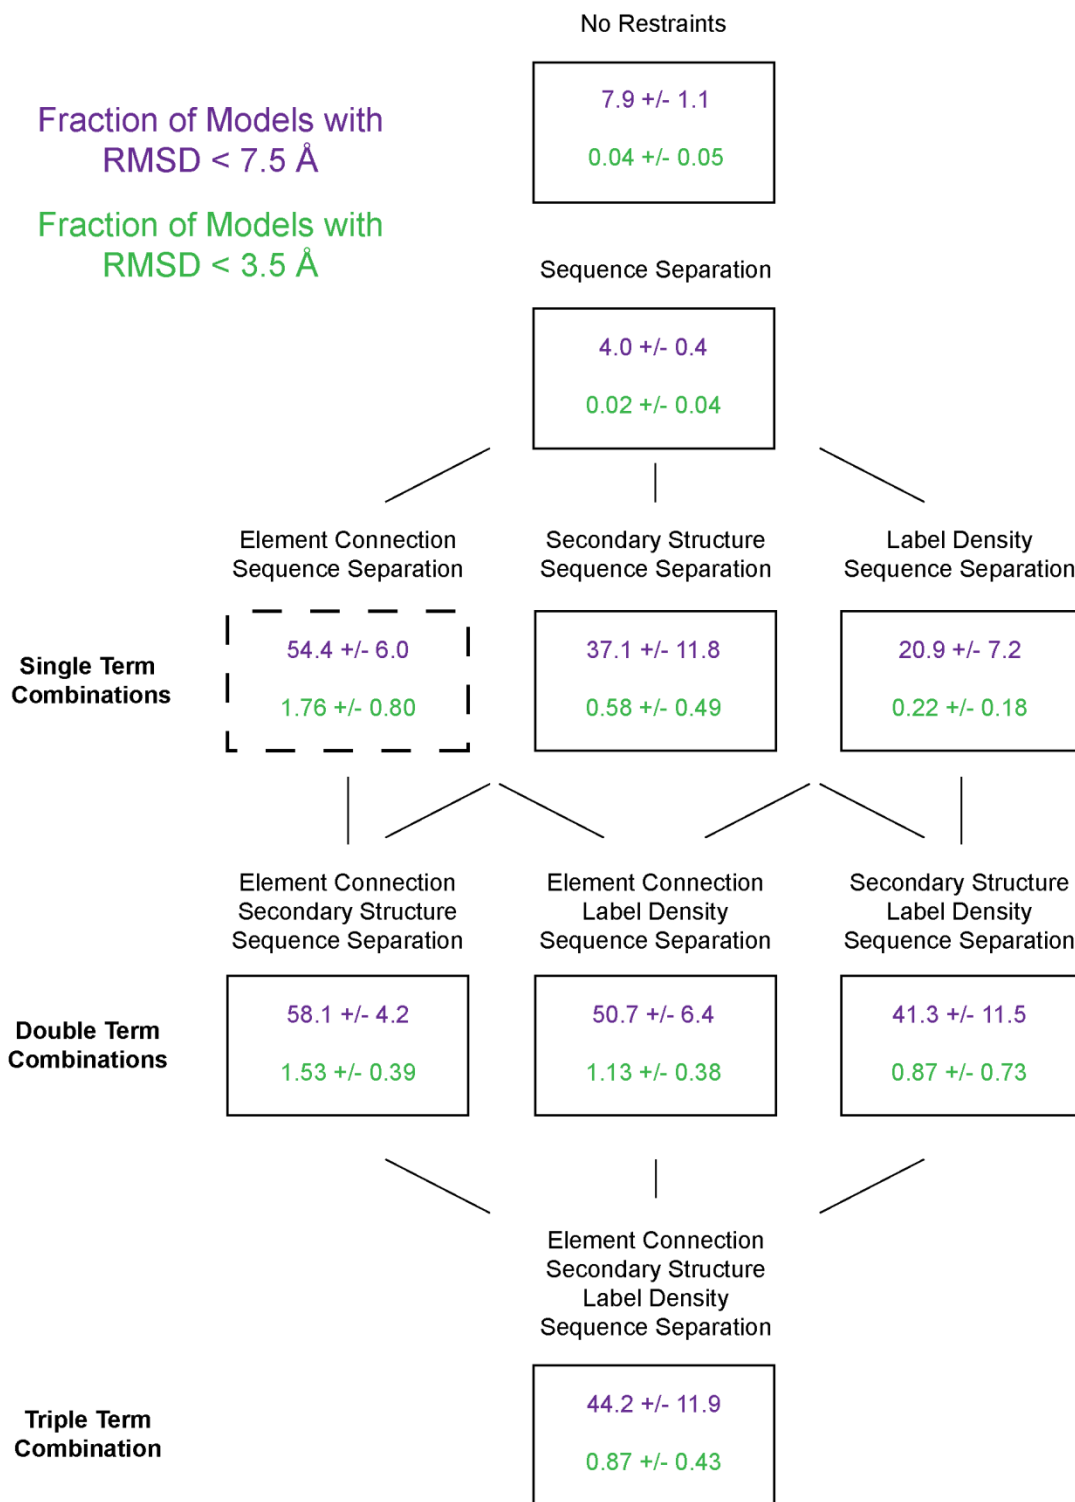 No Restraints
7.9 +/- 1.1
0.04 +/- 0.05
Fraction of Models with
RMSD < 7.5 Å
Fraction of Models with
RMSD < 3.5 Å
Sequence Separation
4.0 +/- 0.4
0.02 +/- 0.04
Element Connection
Sequence Separation
Secondary Structure
Sequence Separation
Label Density
Sequence Separation
Single Term
Combinations
54.4 +/- 6.0
1.76 +/- 0.80
37.1 +/- 11.8
0.58 +/- 0.49
20.9 +/- 7.2
0.22 +/- 0.18
Element Connection
Secondary Structure
Sequence Separation
Element Connection
Label Density
Sequence Separation
Secondary Structure
Label Density
Sequence Separation
Double Term
Combinations
58.1 +/- 4.2
1.53 +/- 0.39
50.7 +/- 6.4
1.13 +/- 0.38
41.3 +/- 11.5
0.87 +/- 0.73
Element Connection
Secondary Structure
Label Density
Sequence Separation
Triple Term
Combination
44.2 +/- 11.9
0.87 +/- 0.43